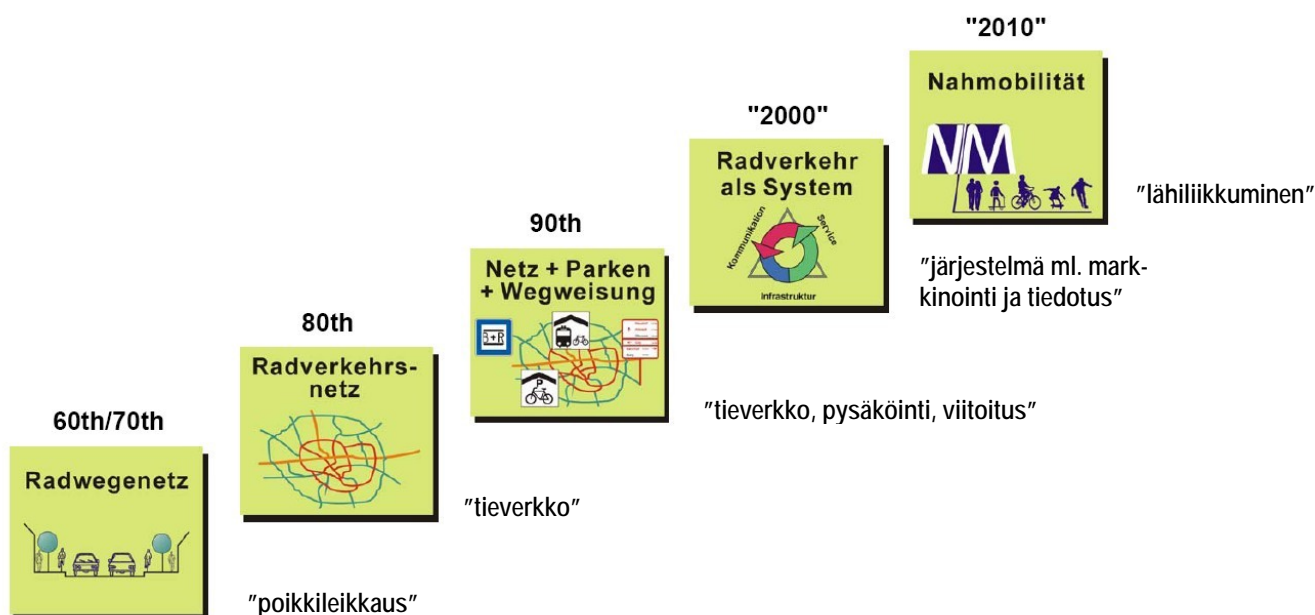 "2010"
Nahmobilität
NM
"lähiliikkuminen"
"2000"
Radverkehr
als System
Kommunikation
Service
Infrastruktur
"järjestelmä ml. mark-
kinointi ja tiedotus"
90th
Netz + Parken
+ Wegweisung
B+R
P
"tieverkko, pysäköinti, viitoitus"
80th
Radverkehrs-
netz
"tieverkko"
60th/70th
Radwegenetz
"poikkileikkaus"